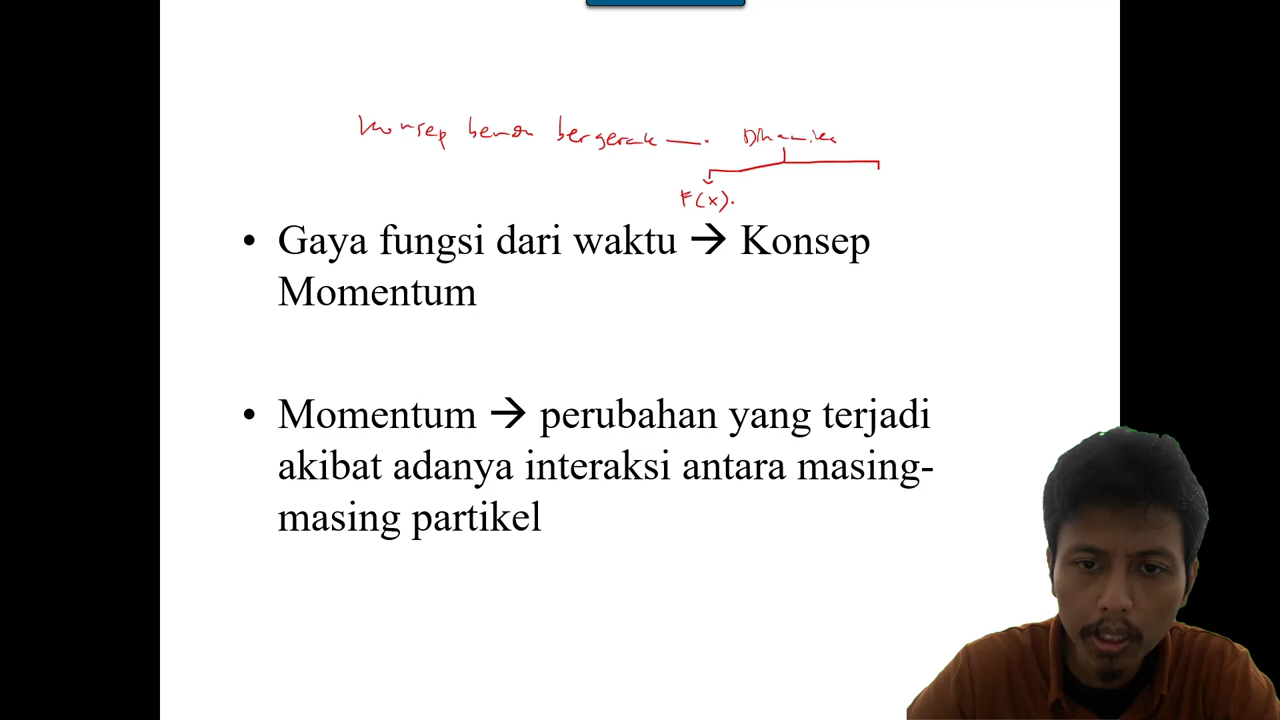 Konsep benda bergerak — Dinamika
F(x).
• Gaya fungsi dari waktu → Konsep
Momentum
• Momentum → perubahan yang terjadi
akibat adanya interaksi antara masing-
masing partikel